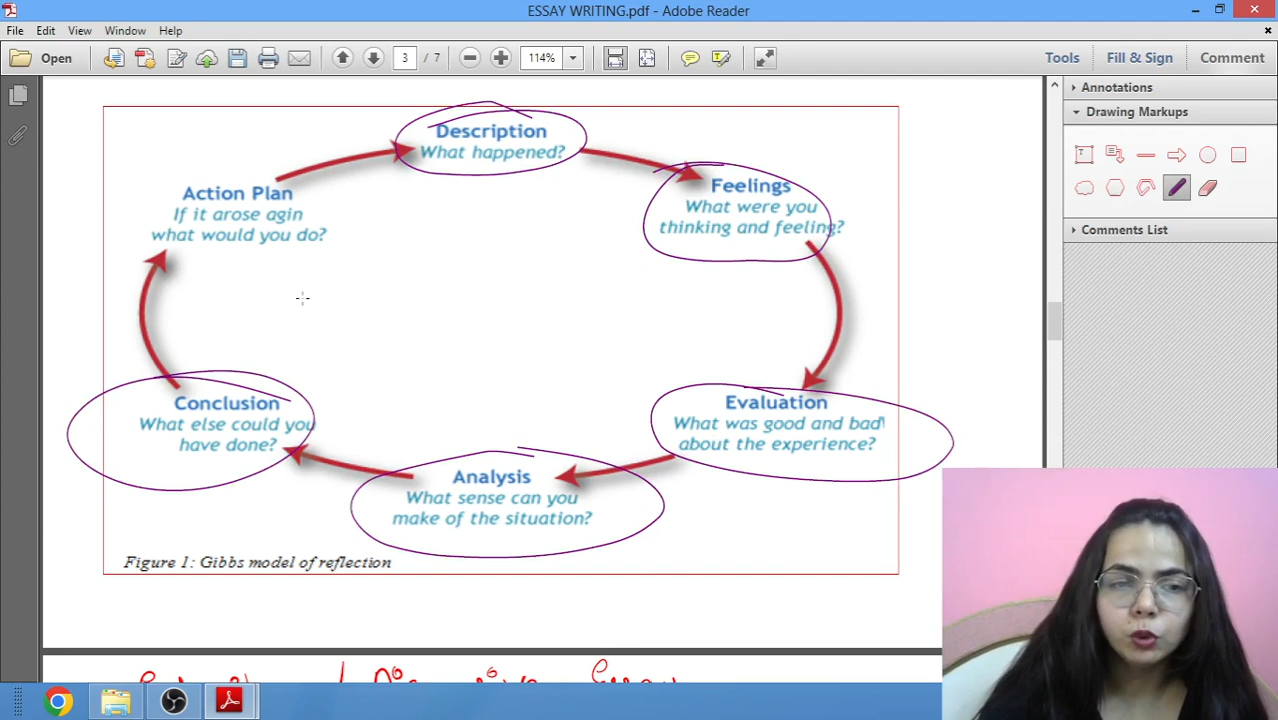 ESSAY WRITING.pdf - Adobe Reader
File Edit View Window Help
Open 3 / 7 114% Tools Fill & Sign Comment
Annotations
Drawing Markups
Comments List
Description
What happened?
Feelings
What were you
thinking and feeling?
Evaluation
What was good and bad
about the experience?
Analysis
What sense can you
make of the situation?
Conclusion
What else could you
have done?
Action Plan
If it arose agin
what would you do?
Figure 1: Gibbs model of reflection